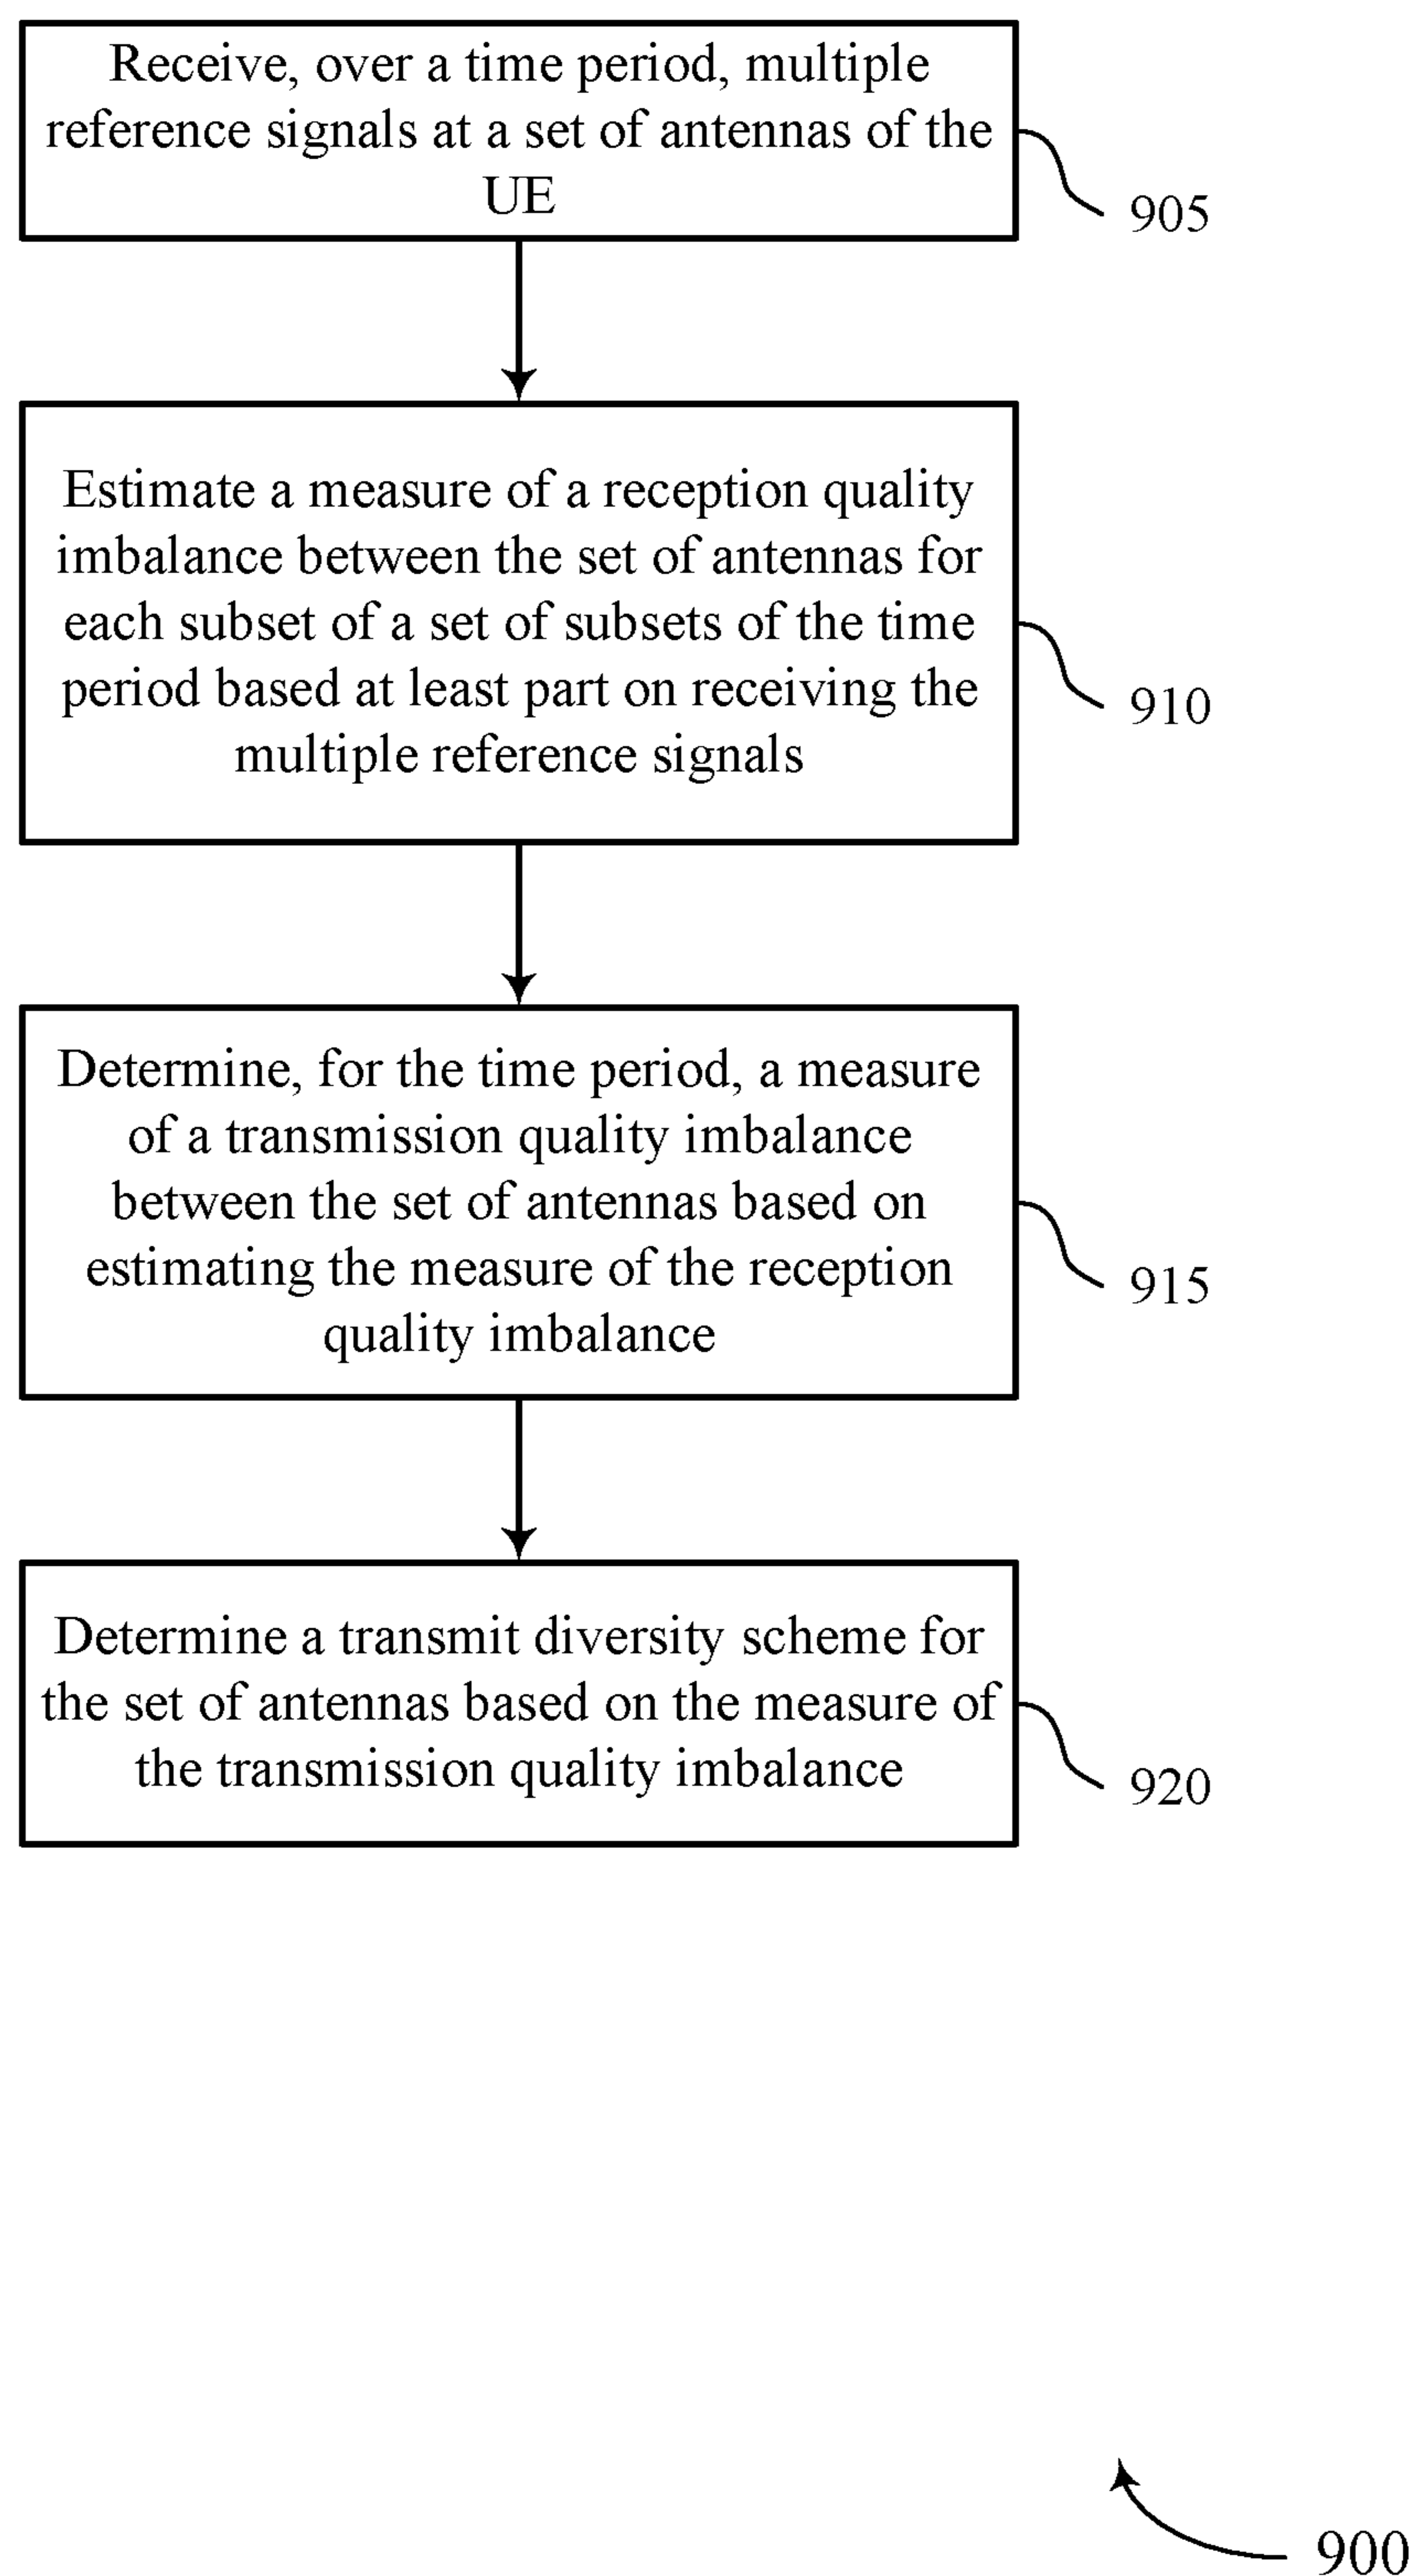 Receive, over a time period, multiple
reference signals at a set of antennas of the
UE
905
Estimate a measure of a reception quality
imbalance between the set of antennas for
each subset of a set of subsets of the time
period based at least part on receiving the
multiple reference signals
910
Determine, for the time period, a measure
of a transmission quality imbalance
between the set of antennas based on
estimating the measure of the reception
quality imbalance
915
Determine a transmit diversity scheme for
the set of antennas based on the measure of
the transmission quality imbalance
920
900